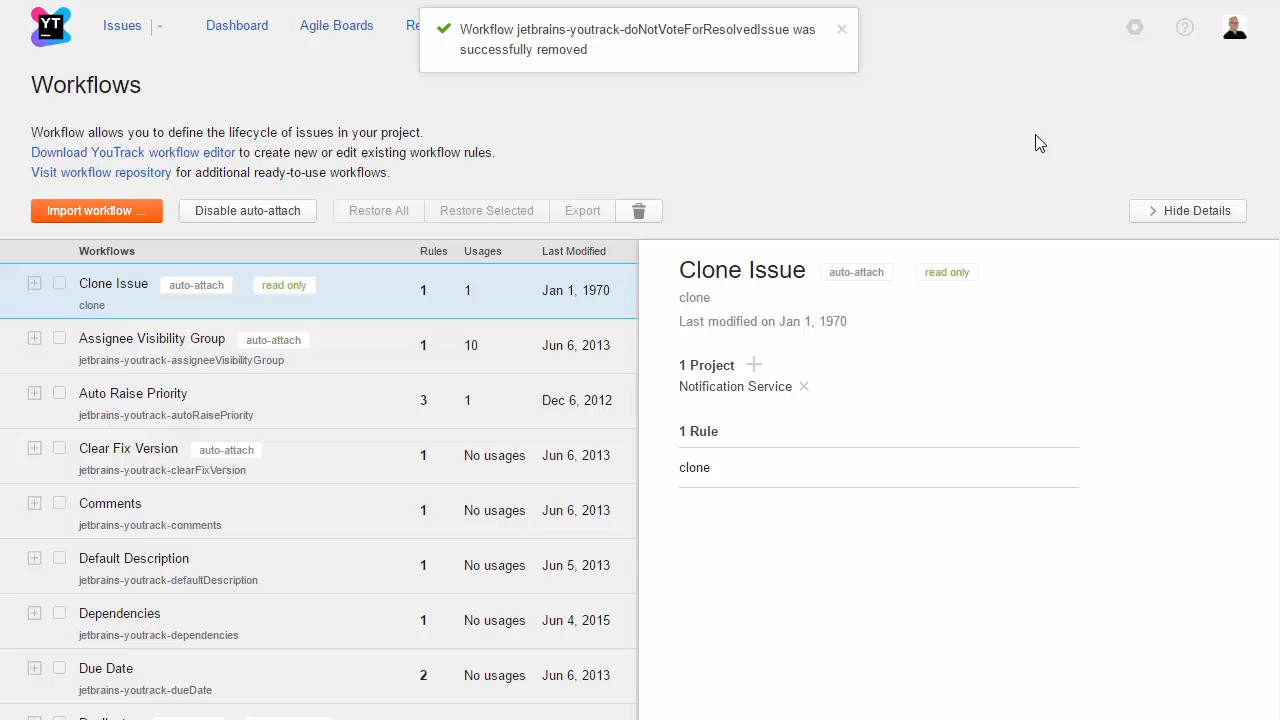 YT
Issues
Dashboard
Agile Boards
Re
Workflow jetbrains-youtrack-doNotVoteForResolvedIssue was
successfully removed
Workflows
Workflow allows you to define the lifecycle of issues in your project.
Download YouTrack workflow editor to create new or edit existing workflow rules.
Visit workflow repository for additional ready-to-use workflows.
Import workflow ...
Disable auto-attach
Restore All
Restore Selected
Export
Hide Details
Workflows Rules Usages Last Modified
Clone Issue auto-attach read only
clone
1 1 Jan 1, 1970
Assignee Visibility Group auto-attach
jetbrains-youtrack-assigneeVisibilityGroup
1 10 Jun 6, 2013
Auto Raise Priority
jetbrains-youtrack-autoRaisePriority
3 1 Dec 6, 2012
Clear Fix Version auto-attach
jetbrains-youtrack-clearFixVersion
1 No usages Jun 6, 2013
Comments
jetbrains-youtrack-comments
1 No usages Jun 6, 2013
Default Description
jetbrains-youtrack-defaultDescription
1 No usages Jun 5, 2013
Dependencies
jetbrains-youtrack-dependencies
1 No usages Jun 4, 2015
Due Date
jetbrains-youtrack-dueDate
2 No usages Jun 6, 2013
Clone Issue auto-attach read only
clone
Last modified on Jan 1, 1970
1 Project
Notification Service
1 Rule
clone